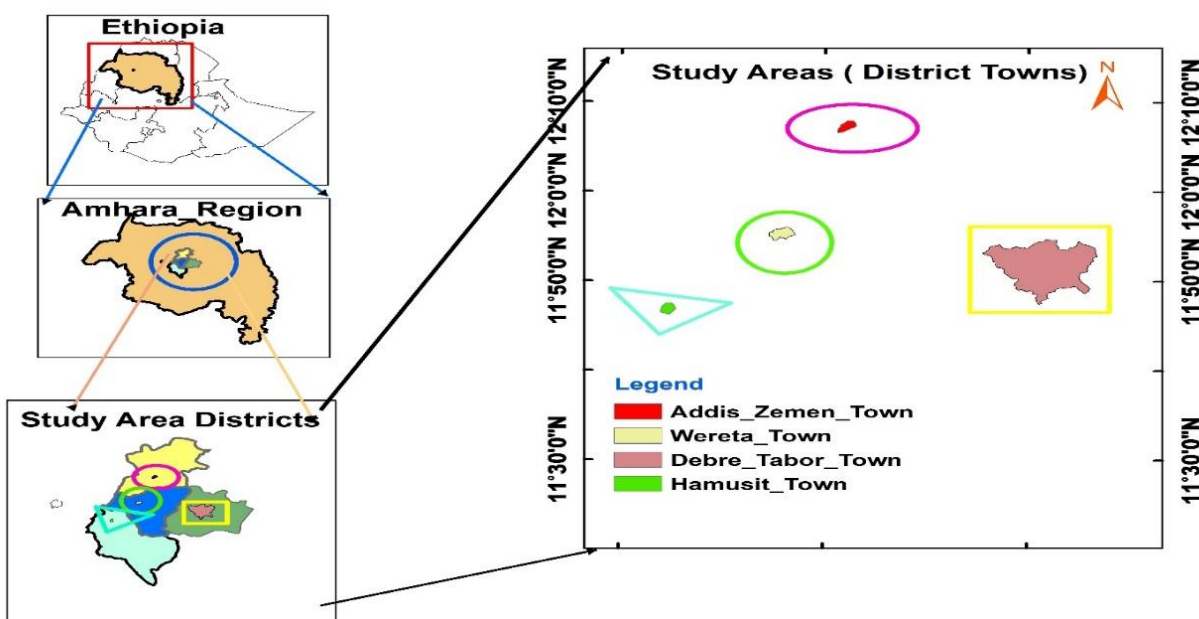 Ethiopia
Amhara_Region
Study Area Districts
Study Areas ( District Towns)
N
12°10'0"N
12°0'0"N
11°50'0"N
11°30'0"N
12°10'0"N
12°0'0"N
11°50'0"N
11°30'0"N
Legend
Addis_Zemen_Town
Wereta_Town
Debre_Tabor_Town
Hamusit_Town